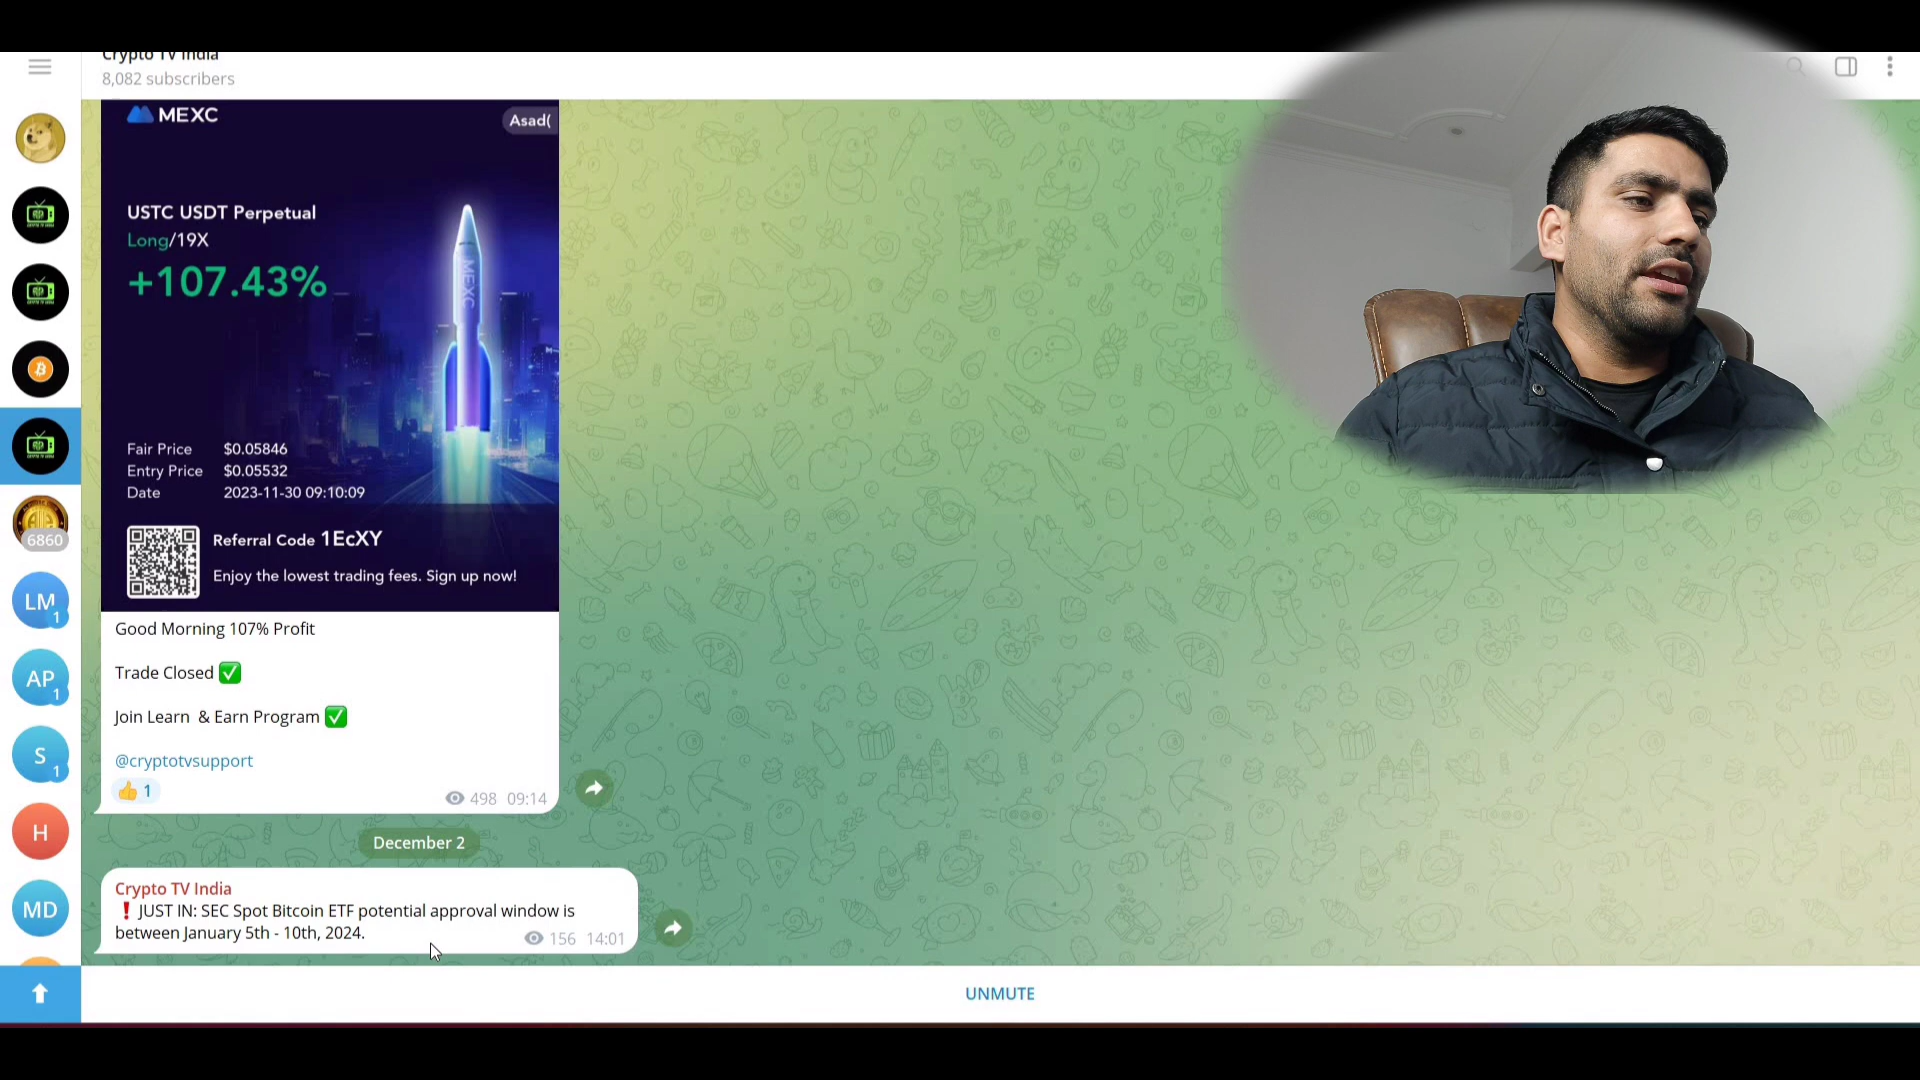 Crypto TV India
8,082 subscribers
MEXC
Asad(
USTC USDT Perpetual
Long/19X
+107.43%
MEXC
Fair Price $0.05846
Entry Price $0.05532
Date 2023-11-30 09:10:09
Referral Code 1EcXY
Enjoy the lowest trading fees. Sign up now!
Good Morning 107% Profit
Trade Closed ✅
Join Learn & Earn Program ✅
@cryptotvsupport
👍 1
498 09:14
December 2
Crypto TV India
❗ JUST IN: SEC Spot Bitcoin ETF potential approval window is
between January 5th - 10th, 2024.
156 14:01
UNMUTE
6860
LM
1
AP
1
S
1
H
MD